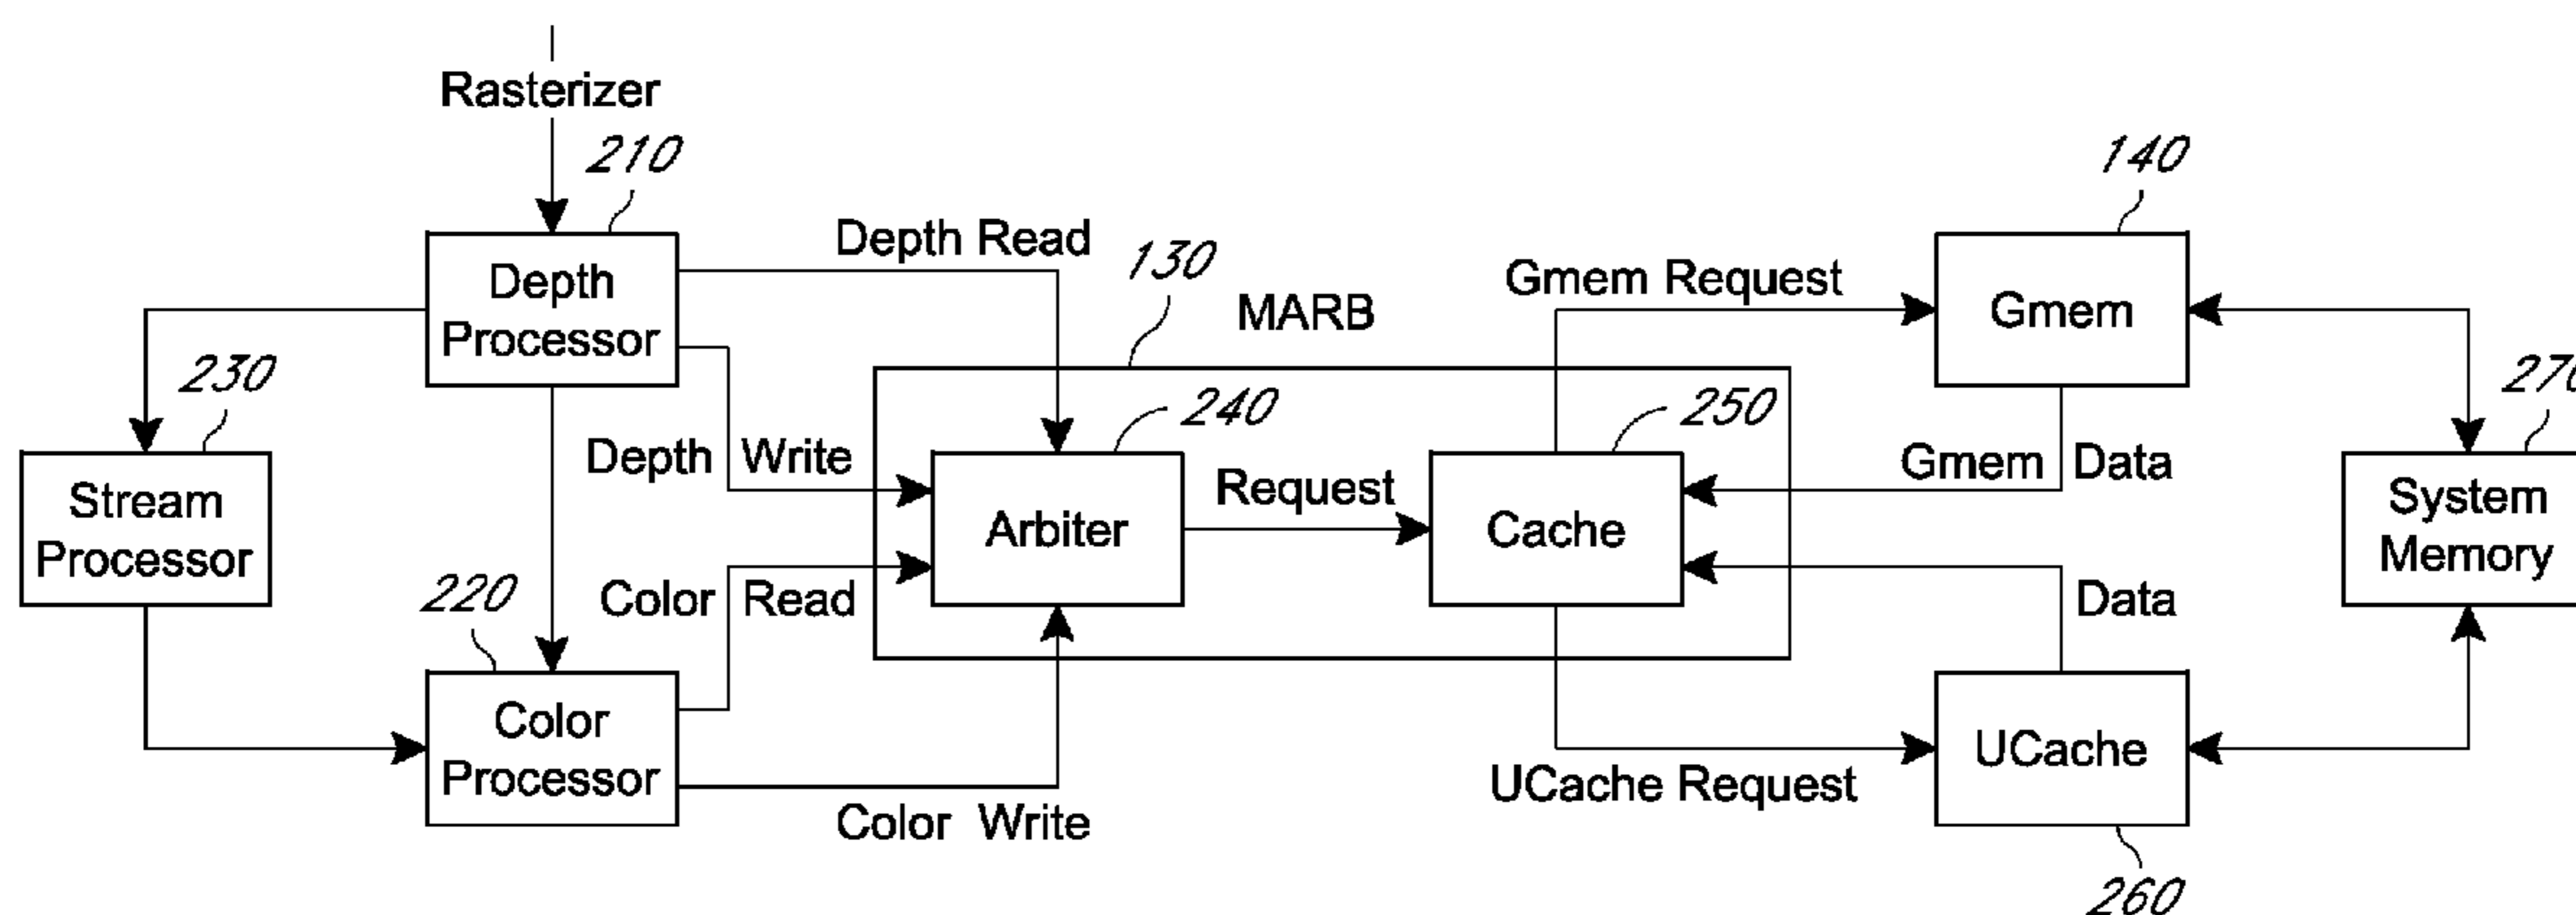 Rasterizer
210
140
Depth Read
130
Depth
Processor
Gmem Request
Gmem
MARB
230
240
250
Depth Write
Gmem Data
Stream
Processor
Request
Arbiter
Cache
System
Memory
220
Color Read
Data
Color
Processor
UCache
UCache Request
Color Write
260